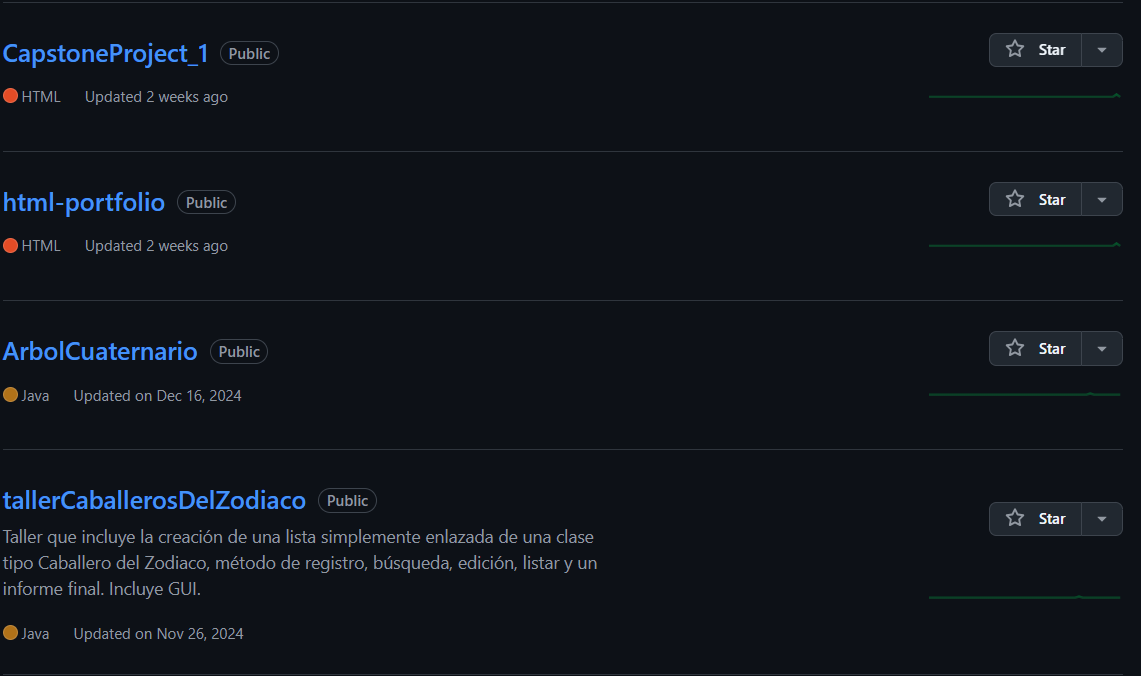 CapstoneProject_1 Public Star
HTML Updated 2 weeks ago
html-portfolio Public Star
HTML Updated 2 weeks ago
ArbolCuaternario Public Star
Java Updated on Dec 16, 2024
tallerCaballerosDelZodiaco Public Star
Taller que incluye la creación de una lista simplemente enlazada de una clase
tipo Caballero del Zodiaco, método de registro, búsqueda, edición, listar y un
informe final. Incluye GUI.
Java Updated on Nov 26, 2024